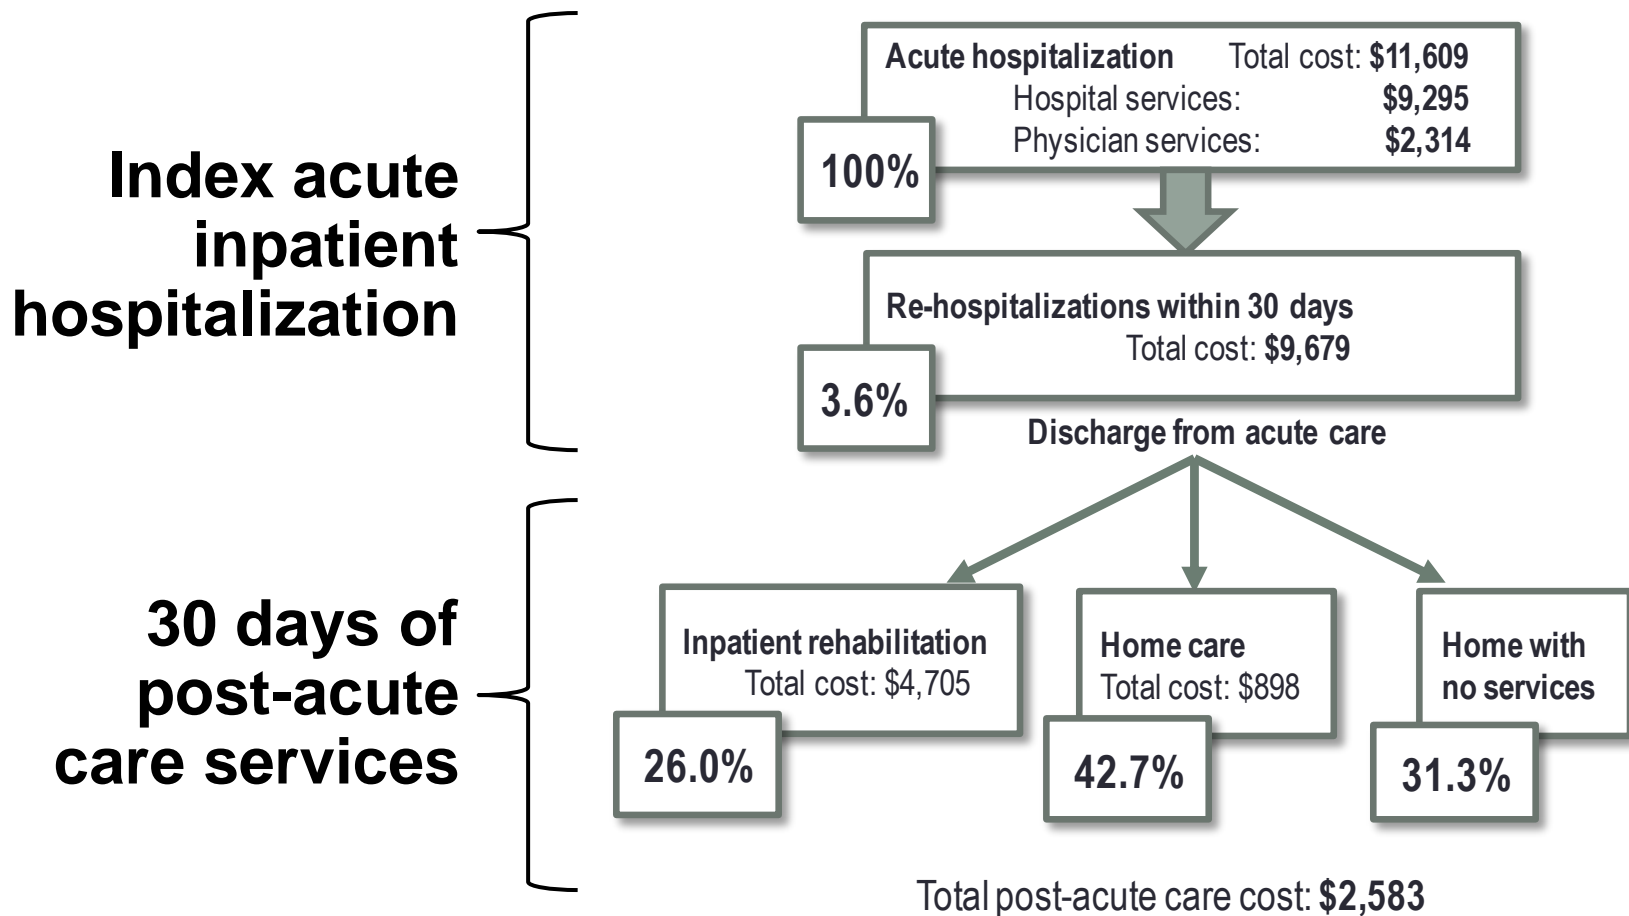 Index acute
inpatient
hospitalization
Acute hospitalization Total cost: $11,609
Hospital services: $9,295
Physician services: $2,314
100%
Re-hospitalizations within 30 days
Total cost: $9,679
3.6%
Discharge from acute care
30 days of
post-acute
care services
Inpatient rehabilitation
Total cost: $4,705
26.0%
Home care
Total cost: $898
42.7%
Home with
no services
31.3%
Total post-acute care cost: $2,583